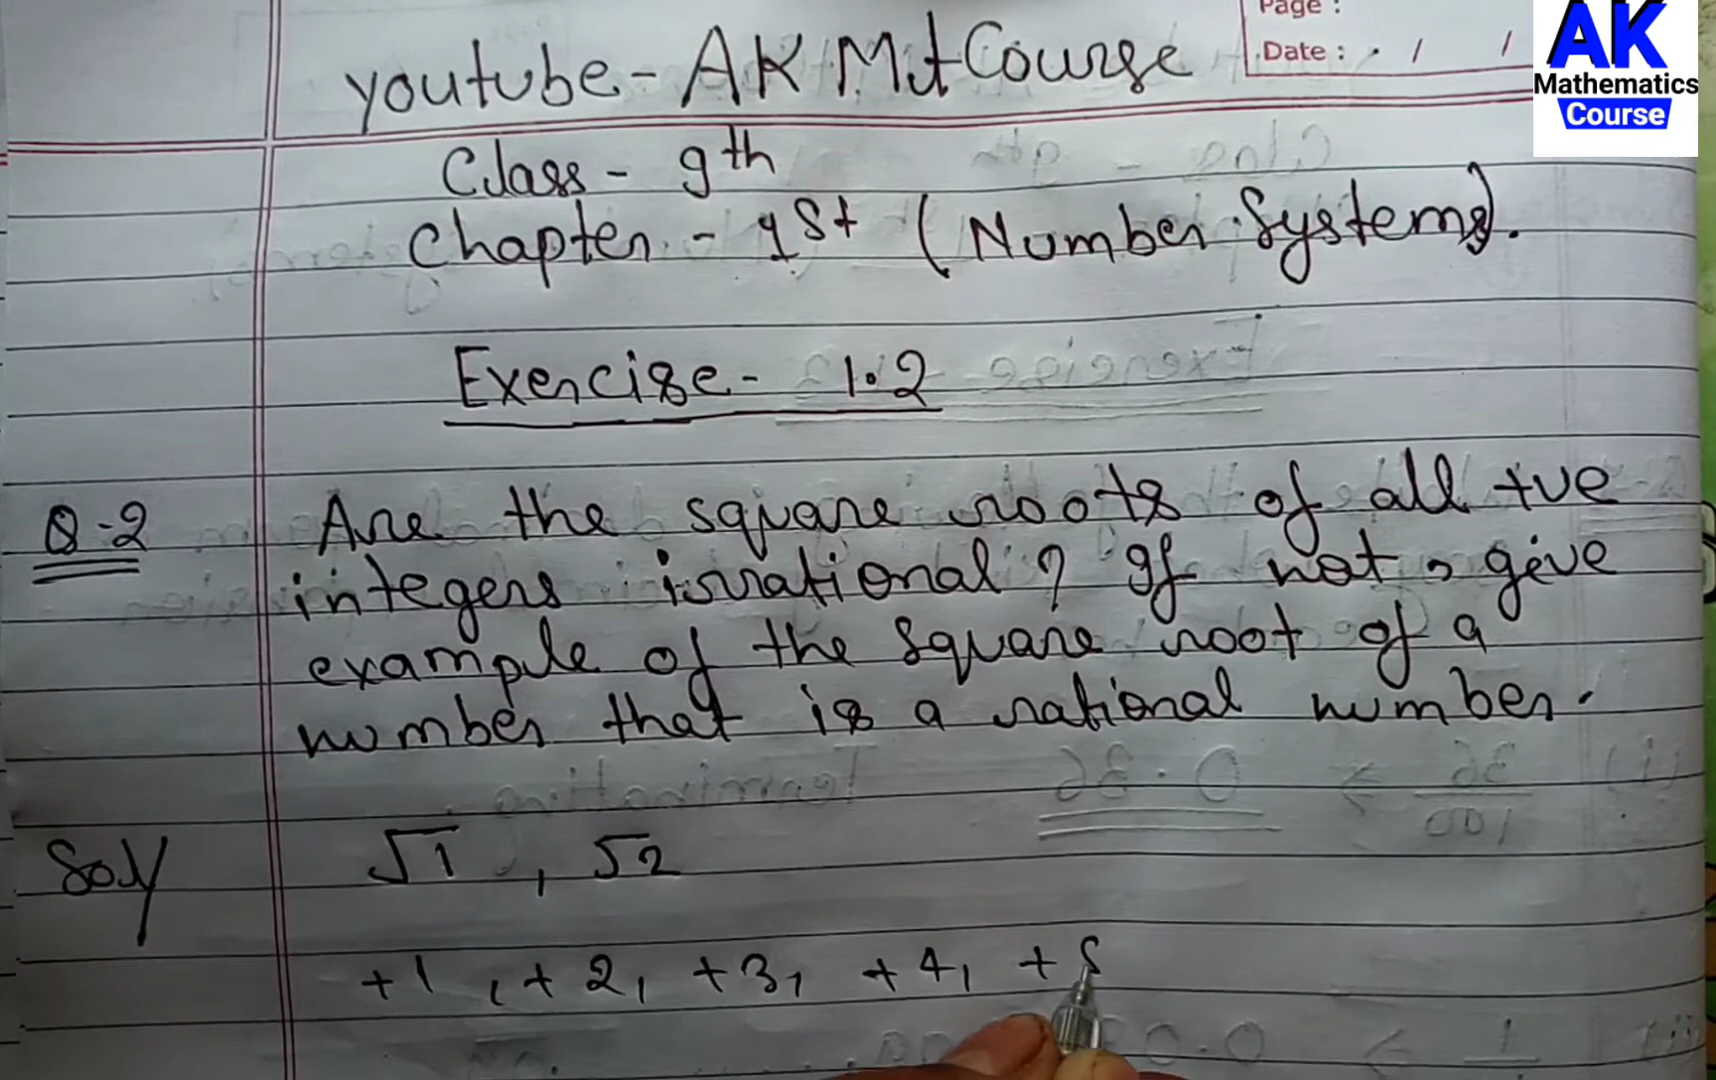 Page :
Date : / /
AK
Mathematics
Course
youtube - AK Mt Course
Class - 9th
Chapter - 1st (Number Systems).
Exercise - 1.2
Q-2 Are the square roots of all +ve
integers irrational? If not, give
example of the square root of a
number that is a rational number.
Soly √1 , √2
+1, +2, +3, +4, +5